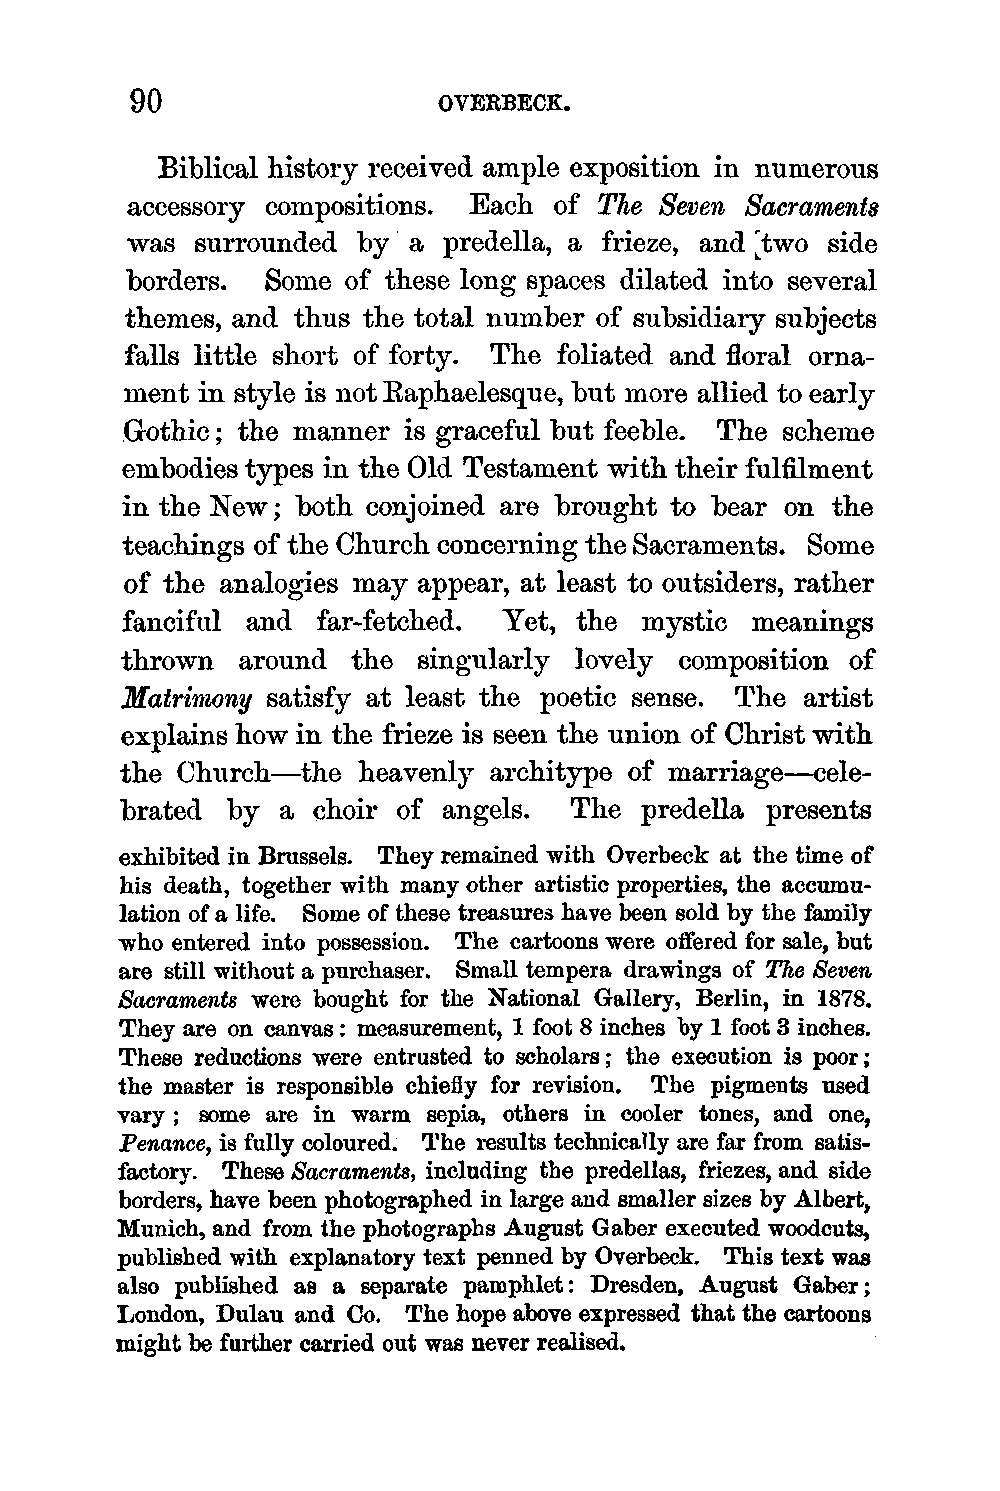 90 OVERBECK.
Biblical history received ample exposition in numerous
accessory compositions. Each of The Seven Sacraments
was surrounded by a predella, a frieze, and two side
borders. Some of these long spaces dilated into several
themes, and thus the total number of subsidiary subjects
falls little short of forty. The foliated and floral orna-
ment in style is not Raphaelesque, but more allied to early
Gothic; the manner is graceful but feeble. The scheme
embodies types in the Old Testament with their fulfilment
in the New; both conjoined are brought to bear on the
teachings of the Church concerning the Sacraments. Some
of the analogies may appear, at least to outsiders, rather
fanciful and far-fetched. Yet, the mystic meanings
thrown around the singularly lovely composition of
Matrimony satisfy at least the poetic sense. The artist
explains how in the frieze is seen the union of Christ with
the Church—the heavenly architype of marriage—cele-
brated by a choir of angels. The predella presents
exhibited in Brussels. They remained with Overbeck at the time of
his death, together with many other artistic properties, the accumu-
lation of a life. Some of these treasures have been sold by the family
who entered into possession. The cartoons were offered for sale, but
are still without a purchaser. Small tempera drawings of The Seven
Sacraments were bought for the National Gallery, Berlin, in 1878.
They are on canvas: measurement, 1 foot 8 inches by 1 foot 3 inches.
These reductions were entrusted to scholars; the execution is poor;
the master is responsible chiefly for revision. The pigments used
vary; some are in warm sepia, others in cooler tones, and one,
Penance, is fully coloured. The results technically are far from satis-
factory. These Sacraments, including the predellas, friezes, and side
borders, have been photographed in large and smaller sizes by Albert,
Munich, and from the photographs August Gaber executed woodcuts,
published with explanatory text penned by Overbeck. This text was
also published as a separate pamphlet: Dresden, August Gaber;
London, Dulau and Co. The hope above expressed that the cartoons
might be further carried out was never realised.